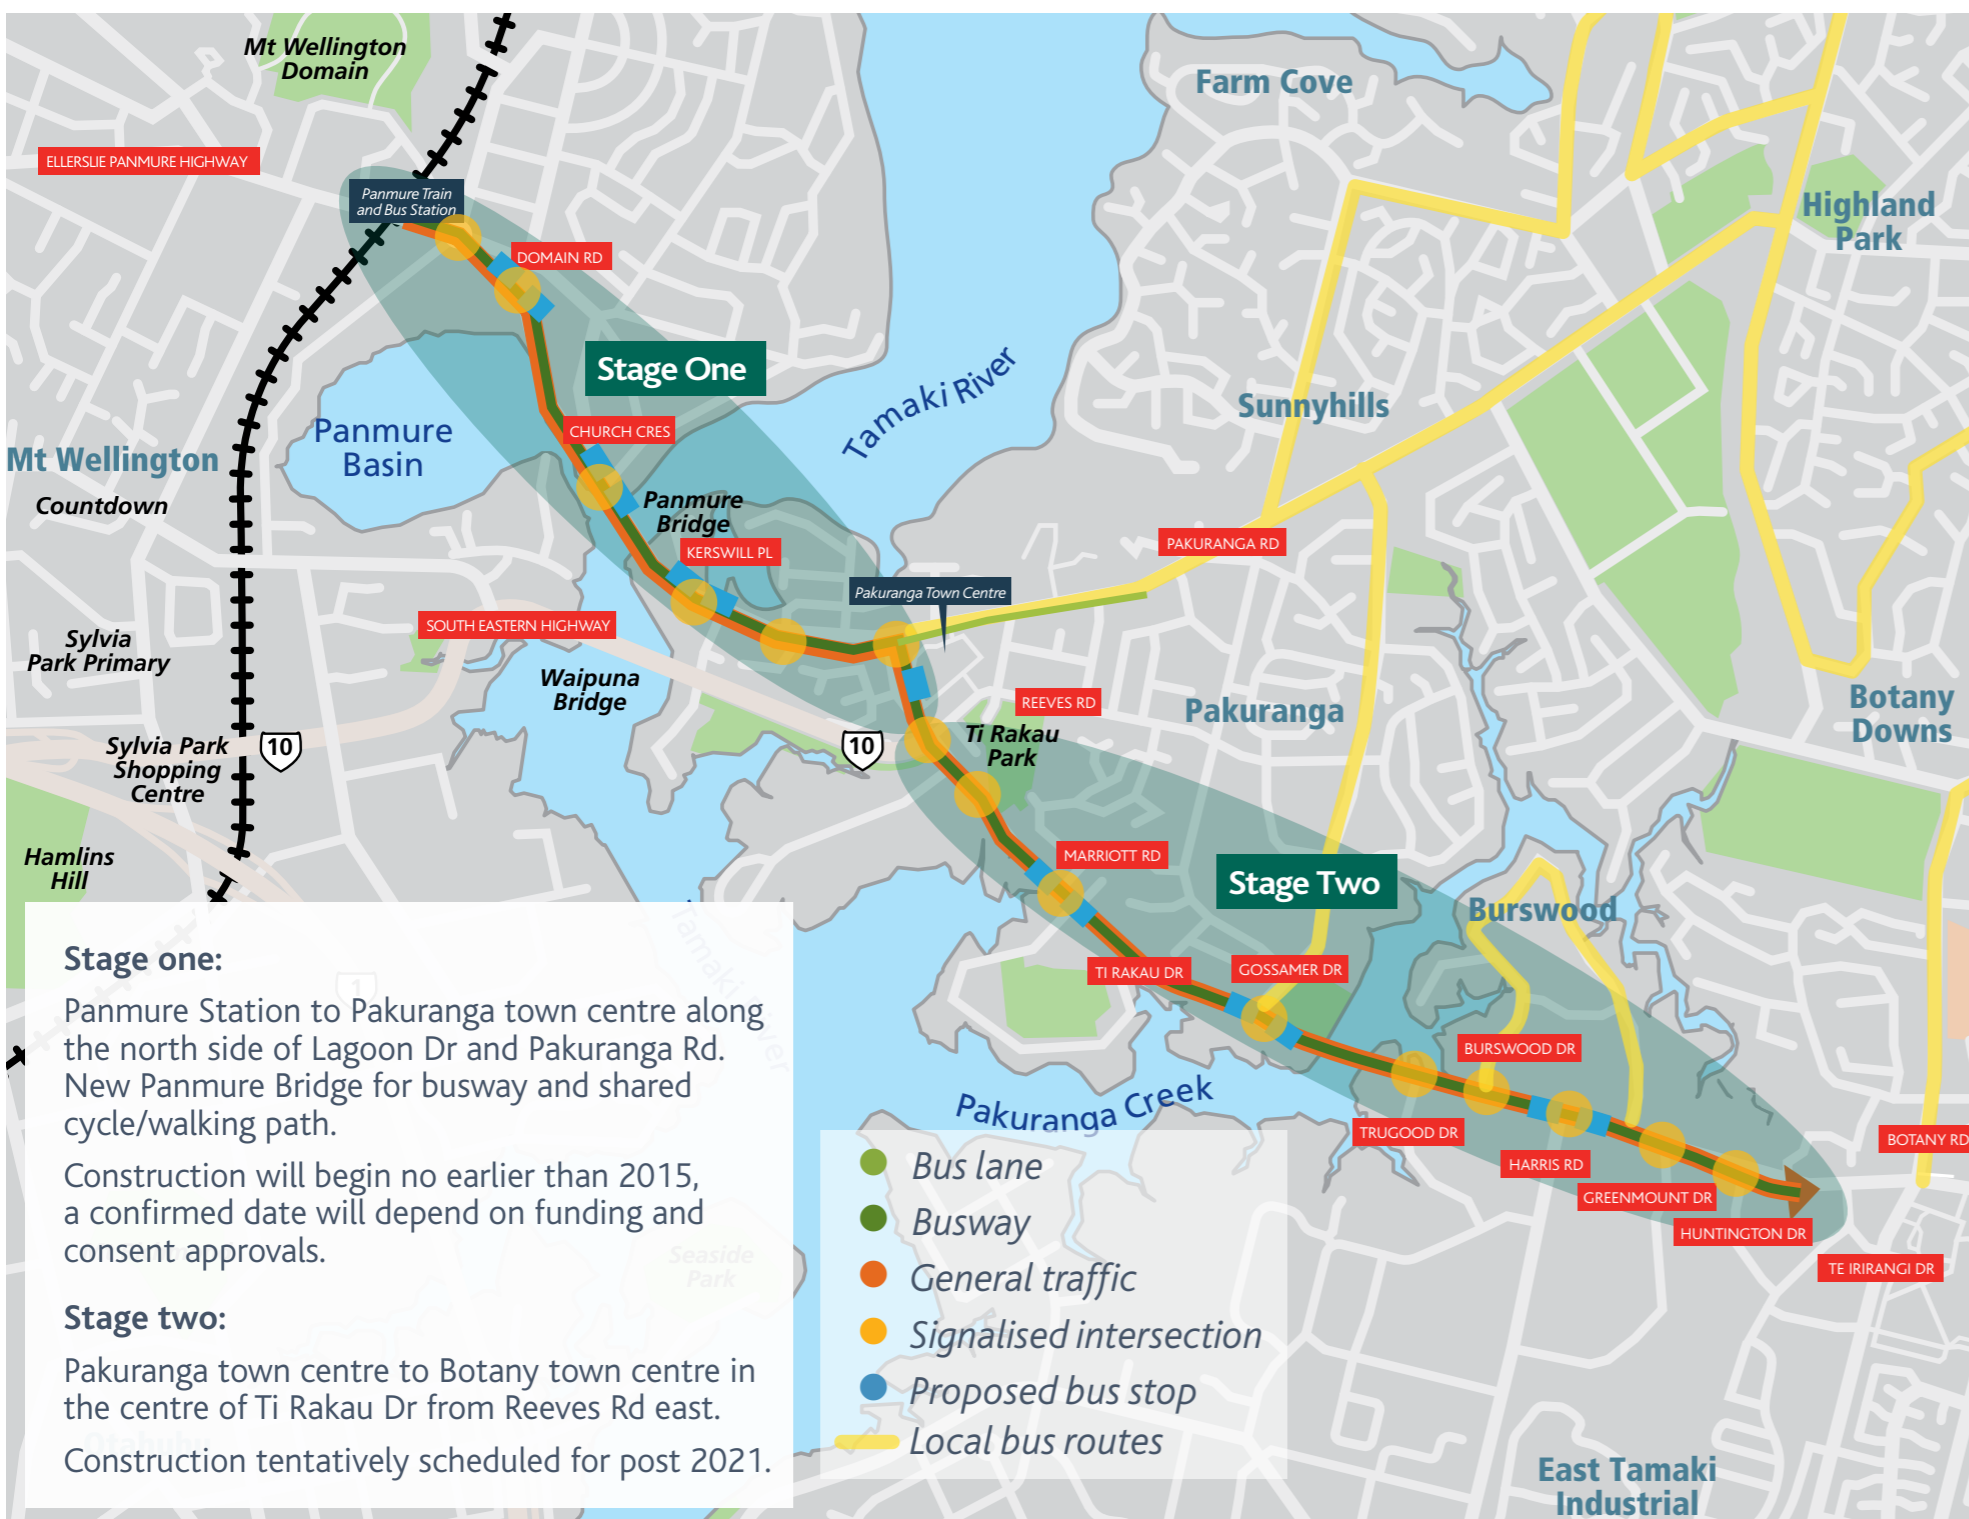 Mt Wellington
Domain
Farm Cove
ELLERSLIE PANMURE HIGHWAY
Panmure Train
and Bus Station
Highland
Park
DOMAIN RD
Stage One
Tamaki River
Sunnyhills
Panmure
Basin
CHURCH CRES
Mt Wellington
Countdown
Panmure
Bridge
KERSWILL PL
PAKURANGA RD
Pakuranga Town Centre
SOUTH EASTERN HIGHWAY
Sylvia
Park Primary
Waipuna
Bridge
REEVES RD
Pakuranga
Botany
Downs
Ti Rakau
Park
10
10
Sylvia Park
Shopping
Centre
Hamlins
Hill
MARRIOTT RD
Stage Two
Burswood
Tamaki River
TI RAKAU DR
GOSSAMER DR
1
BURSWOOD DR
Pakuranga Creek
TRUGOOD DR
HARRIS RD
BOTANY RD
GREENMOUNT DR
HUNTINGTON DR
TE IRIRANGI DR
Seaside
Park
Otahuhu
East Tamaki
Industrial
Stage one:
Panmure Station to Pakuranga town centre along
the north side of Lagoon Dr and Pakuranga Rd.
New Panmure Bridge for busway and shared
cycle/walking path.
Construction will begin no earlier than 2015,
a confirmed date will depend on funding and
consent approvals.
Stage two:
Pakuranga town centre to Botany town centre in
the centre of Ti Rakau Dr from Reeves Rd east.
Construction tentatively scheduled for post 2021.
Bus lane
Busway
General traffic
Signalised intersection
Proposed bus stop
Local bus routes